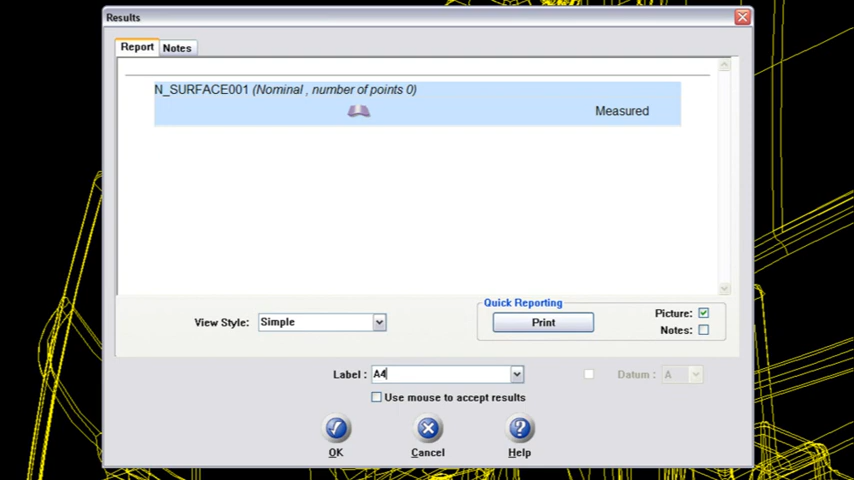 Results
Report Notes
N_SURFACE001 (Nominal , number of points 0)
Measured
Quick Reporting
View Style: Simple
Print
Picture:
Notes:
Label : A4
Datum : A
Use mouse to accept results
OK Cancel Help